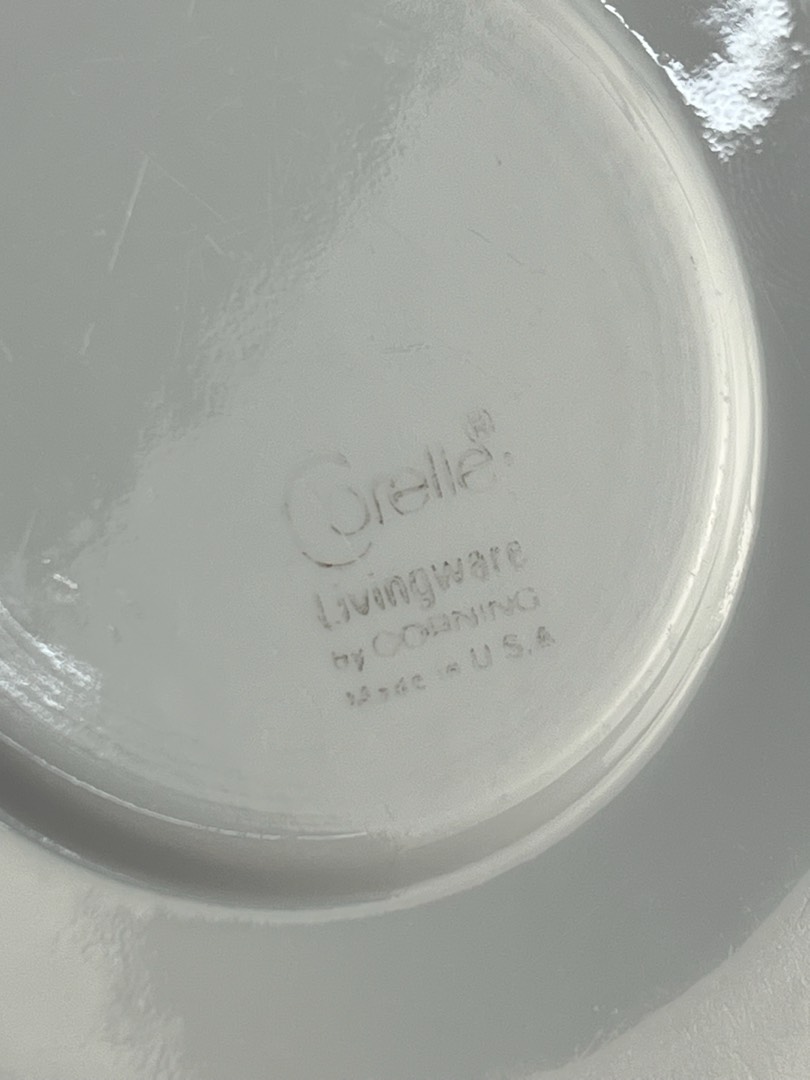 Corelle®
Livingware
by CORNING
Made in U.S.A